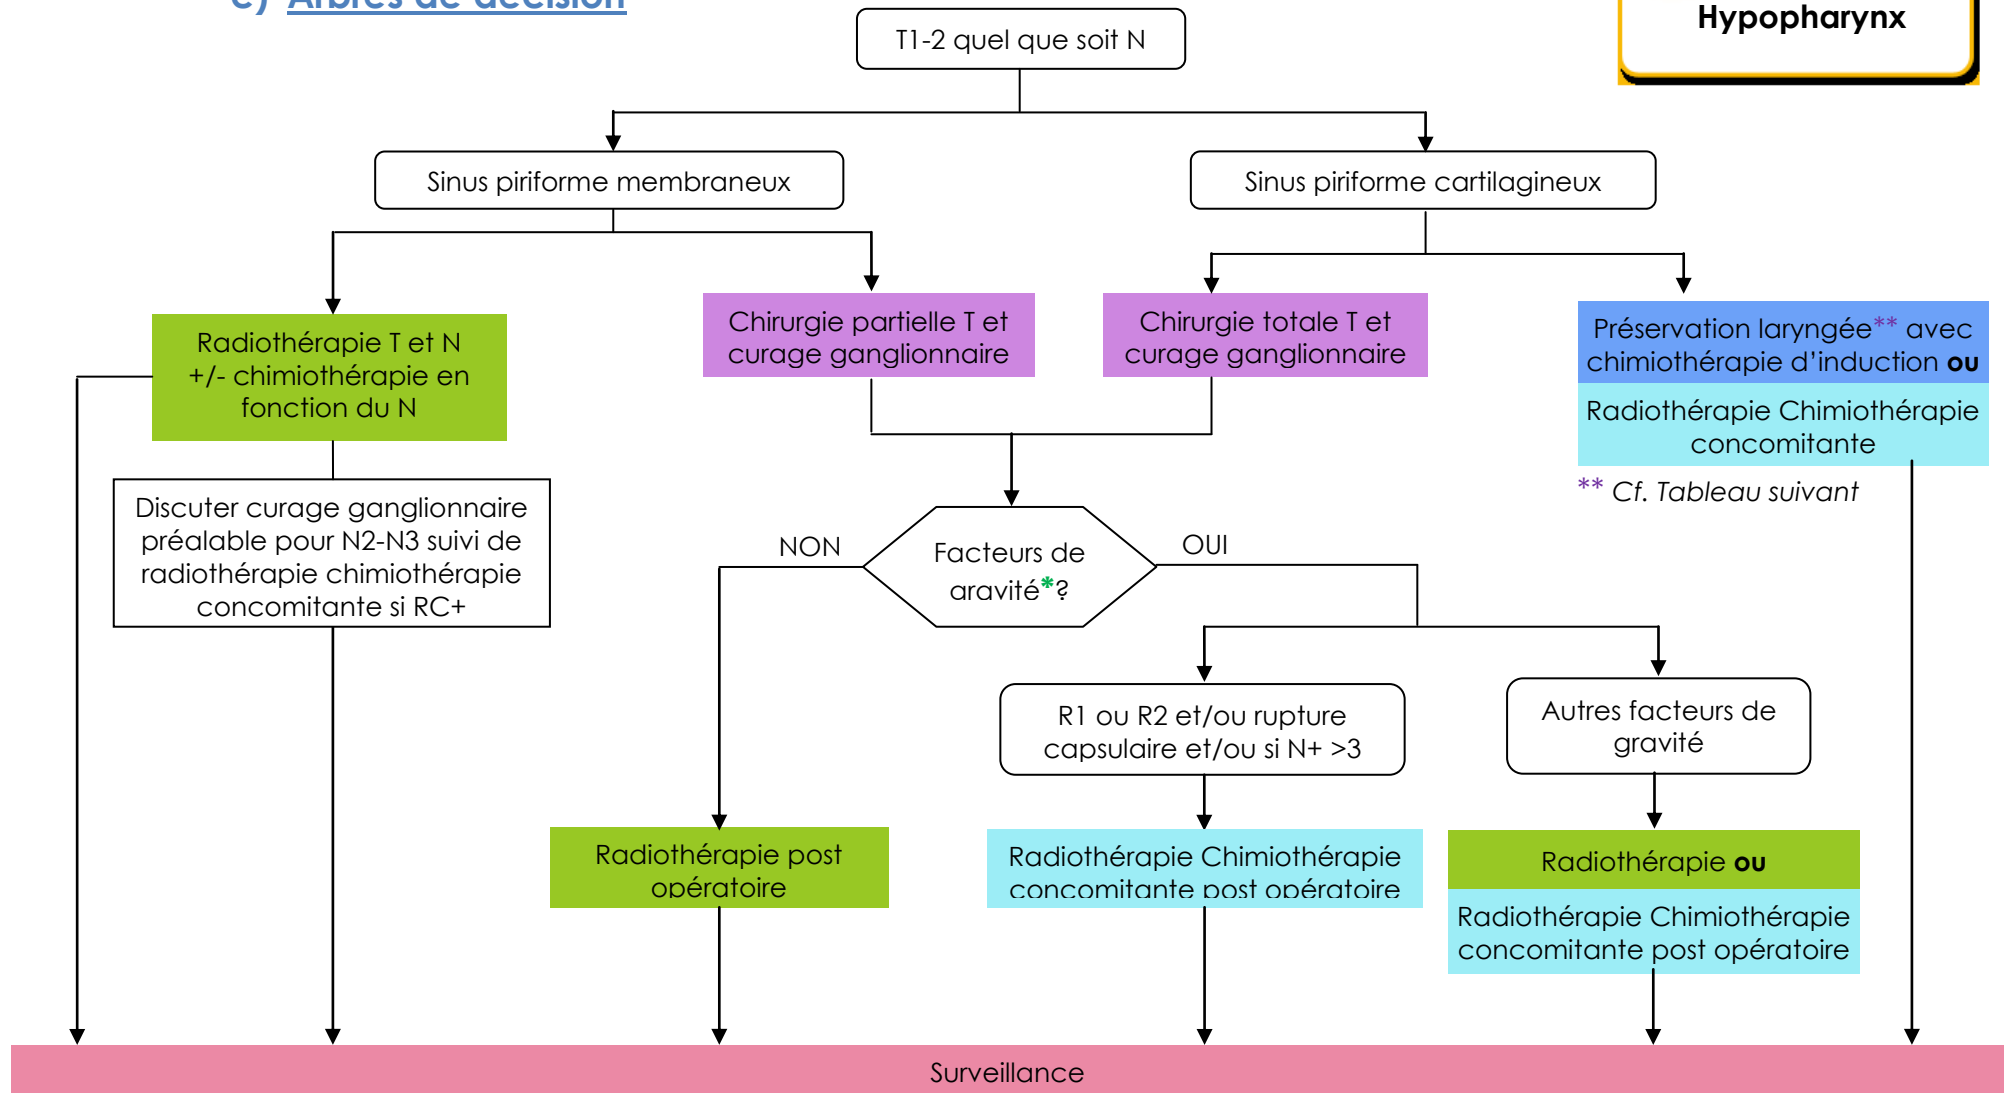 c) Arbres de décision
Hypopharynx
T1-2 quel que soit N
Sinus piriforme membraneux
Sinus piriforme cartilagineux
Radiothérapie T et N
+/- chimiothérapie en
fonction du N
Chirurgie partielle T et
curage ganglionnaire
Chirurgie totale T et
curage ganglionnaire
Préservation laryngée** avec
chimiothérapie d’induction ou
Radiothérapie Chimiothérapie
concomitante
** Cf. Tableau suivant
Discuter curage ganglionnaire
préalable pour N2-N3 suivi de
radiothérapie chimiothérapie
concomitante si RC+
NON
Facteurs de
gravité*?
OUI
R1 ou R2 et/ou rupture
capsulaire et/ou si N+ >3
Autres facteurs de
gravité
Radiothérapie post
opératoire
Radiothérapie Chimiothérapie
concomitante post opératoire
Radiothérapie ou
Radiothérapie Chimiothérapie
concomitante post opératoire
Surveillance